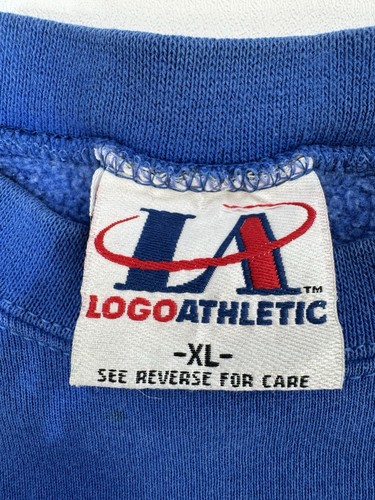 LA
LOGOATHLETIC™
-XL-
SEE REVERSE FOR CARE